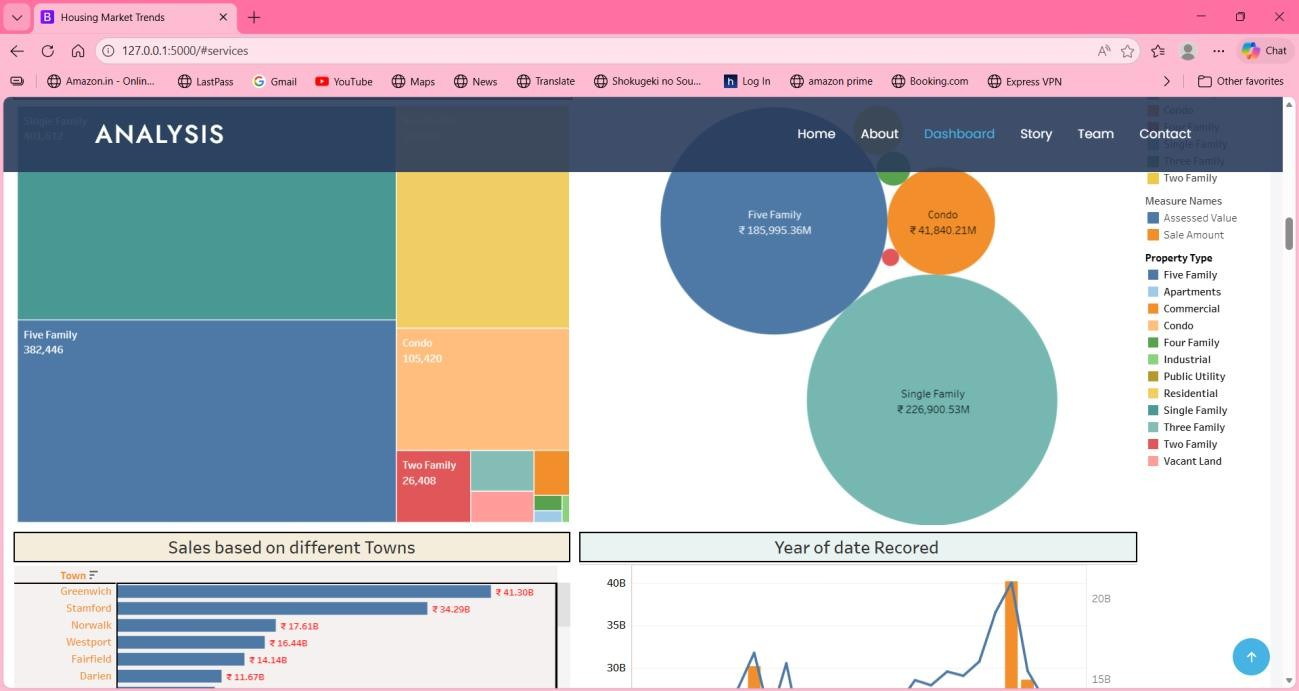 Housing Market Trends
127.0.0.1:5000/#services
Chat
Amazon.in - Onlin...
LastPass
Gmail
YouTube
Maps
News
Translate
Shokugeki no Sou...
Log In
amazon prime
Booking.com
Express VPN
Other favorites
ANALYSIS
Home
About
Dashboard
Story
Team
Contact
Single Family
401,612
Five Family
382,446
Condo
105,420
Two Family
26,408
Five Family
₹ 185,995.36M
Condo
₹ 41,840.21M
Single Family
₹ 226,900.53M
Condo
Single Family
Three Family
Two Family
Measure Names
Assessed Value
Sale Amount
Property Type
Five Family
Apartments
Commercial
Condo
Four Family
Industrial
Public Utility
Residential
Single Family
Three Family
Two Family
Vacant Land
Sales based on different Towns
Town
Greenwich ₹ 41.30B
Stamford ₹ 34.29B
Norwalk ₹ 17.61B
Westport ₹ 16.44B
Fairfield ₹ 14.14B
Darien ₹ 11.67B
Year of date Recored
40B
35B
30B
20B
15B